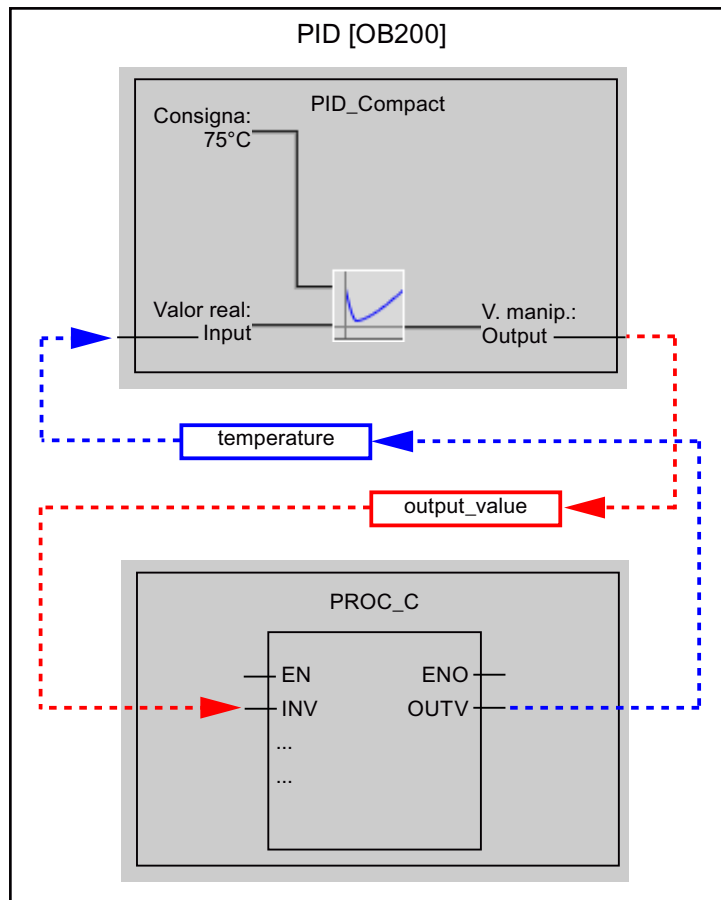 PID [OB200]
PID_Compact
Consigna:
75°C
Valor real:
Input
V. manip.:
Output
temperature
output_value
PROC_C
EN
ENO
INV
OUTV
...
...